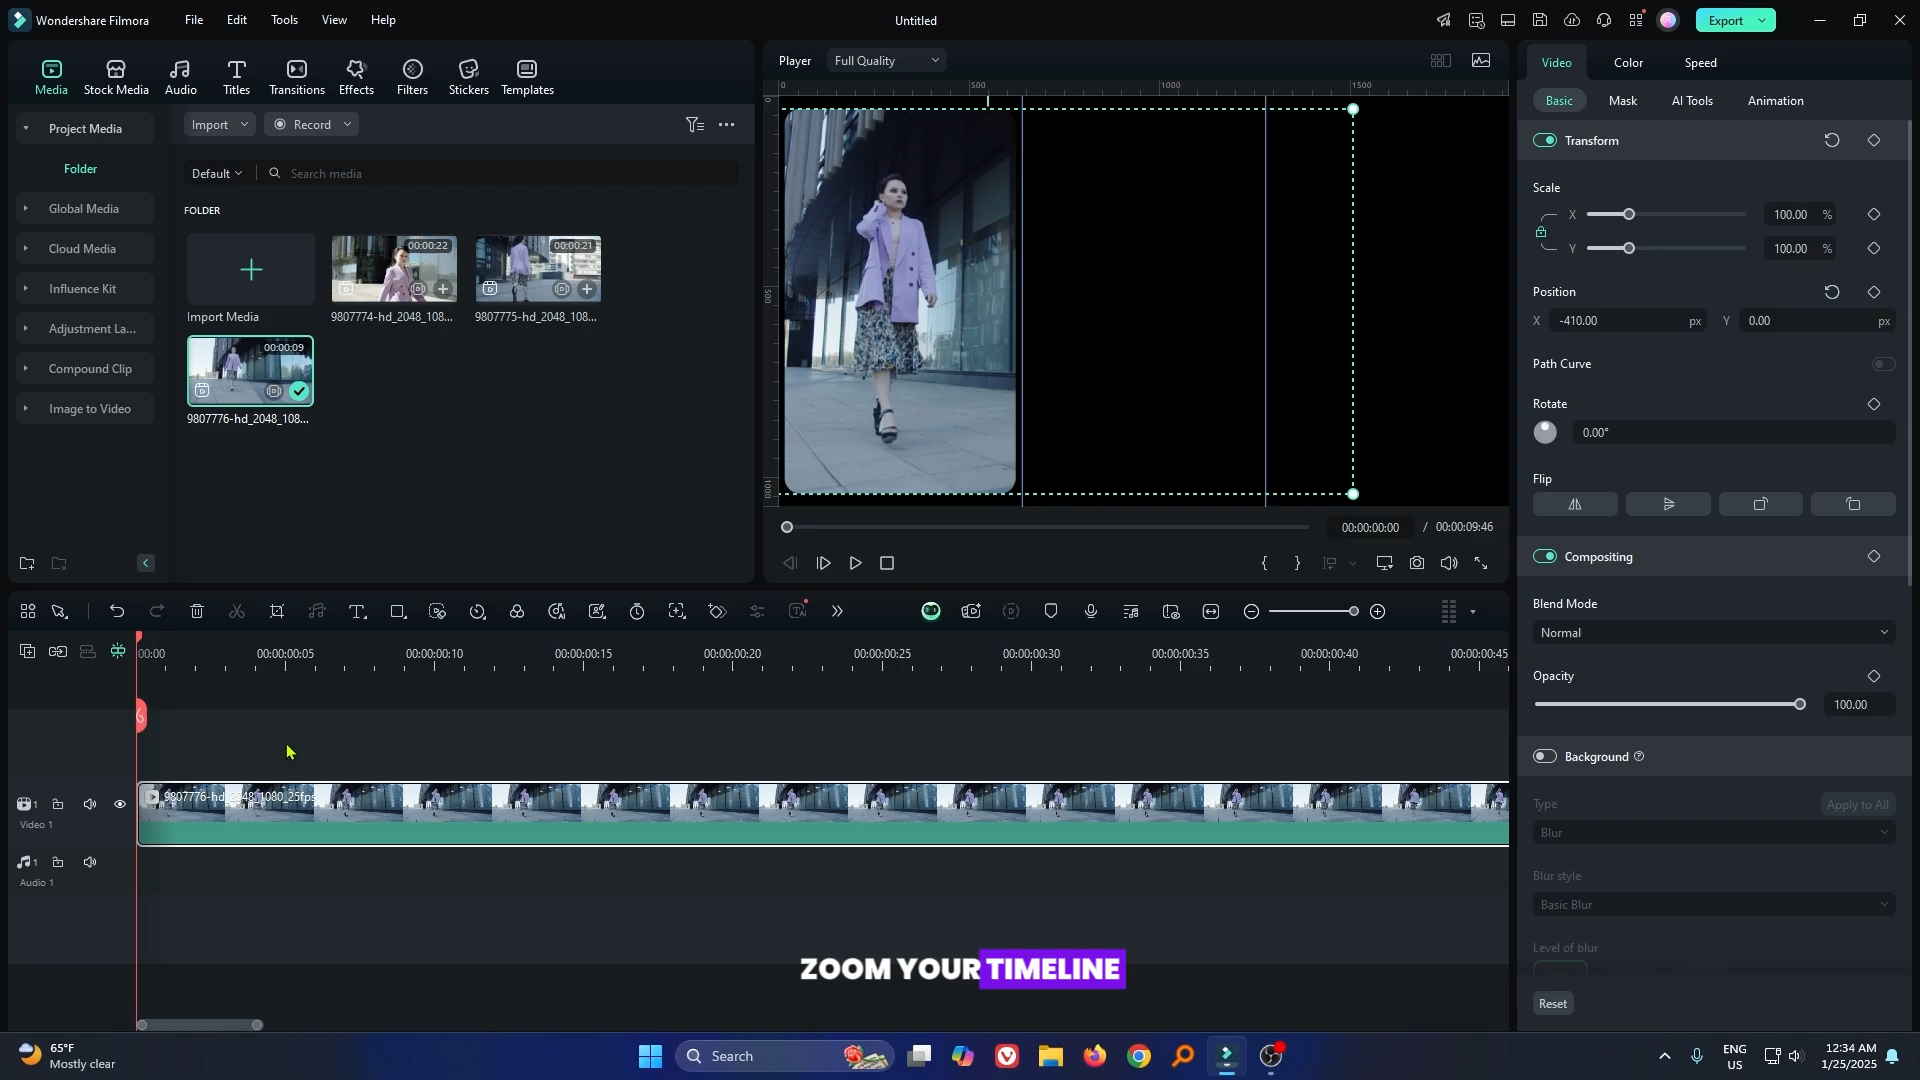 Wondershare Filmora
File
Edit
Tools
View
Help
Untitled
Export
Media
Stock Media
Audio
Titles
Transitions
Effects
Filters
Stickers
Templates
Player
Full Quality
Video
Color
Speed
Basic
Mask
AI Tools
Animation
Project Media
Folder
Global Media
Cloud Media
Influence Kit
Adjustment La...
Compound Clip
Image to Video
Import
Record
Default
Search media
FOLDER
Import Media
00:00:22
9807774-hd_2048_108...
00:00:21
9807775-hd_2048_108...
00:00:09
9807776-hd_2048_108...
0
500
1000
1500
0
500
1000
00:00:00:00
/
00:00:09:46
Transform
Scale
X
100.00
%
Y
100.00
%
Position
X
-410.00
px
Y
0.00
px
Path Curve
Rotate
0.00°
Flip
Compositing
Blend Mode
Normal
Opacity
100.00
Background
Type
Apply to All
Blur
Blur style
Basic Blur
Level of blur
Reset
00:00
00:00:00:05
00:00:00:10
00:00:00:15
00:00:00:20
00:00:00:25
00:00:00:30
00:00:00:35
00:00:00:40
00:00:00:45
1
Video 1
9807776-hd_2048_1080_25fps
1
Audio 1
ZOOM YOUR TIMELINE
65°F
Mostly clear
Search
ENG
US
12:34 AM
1/25/2025